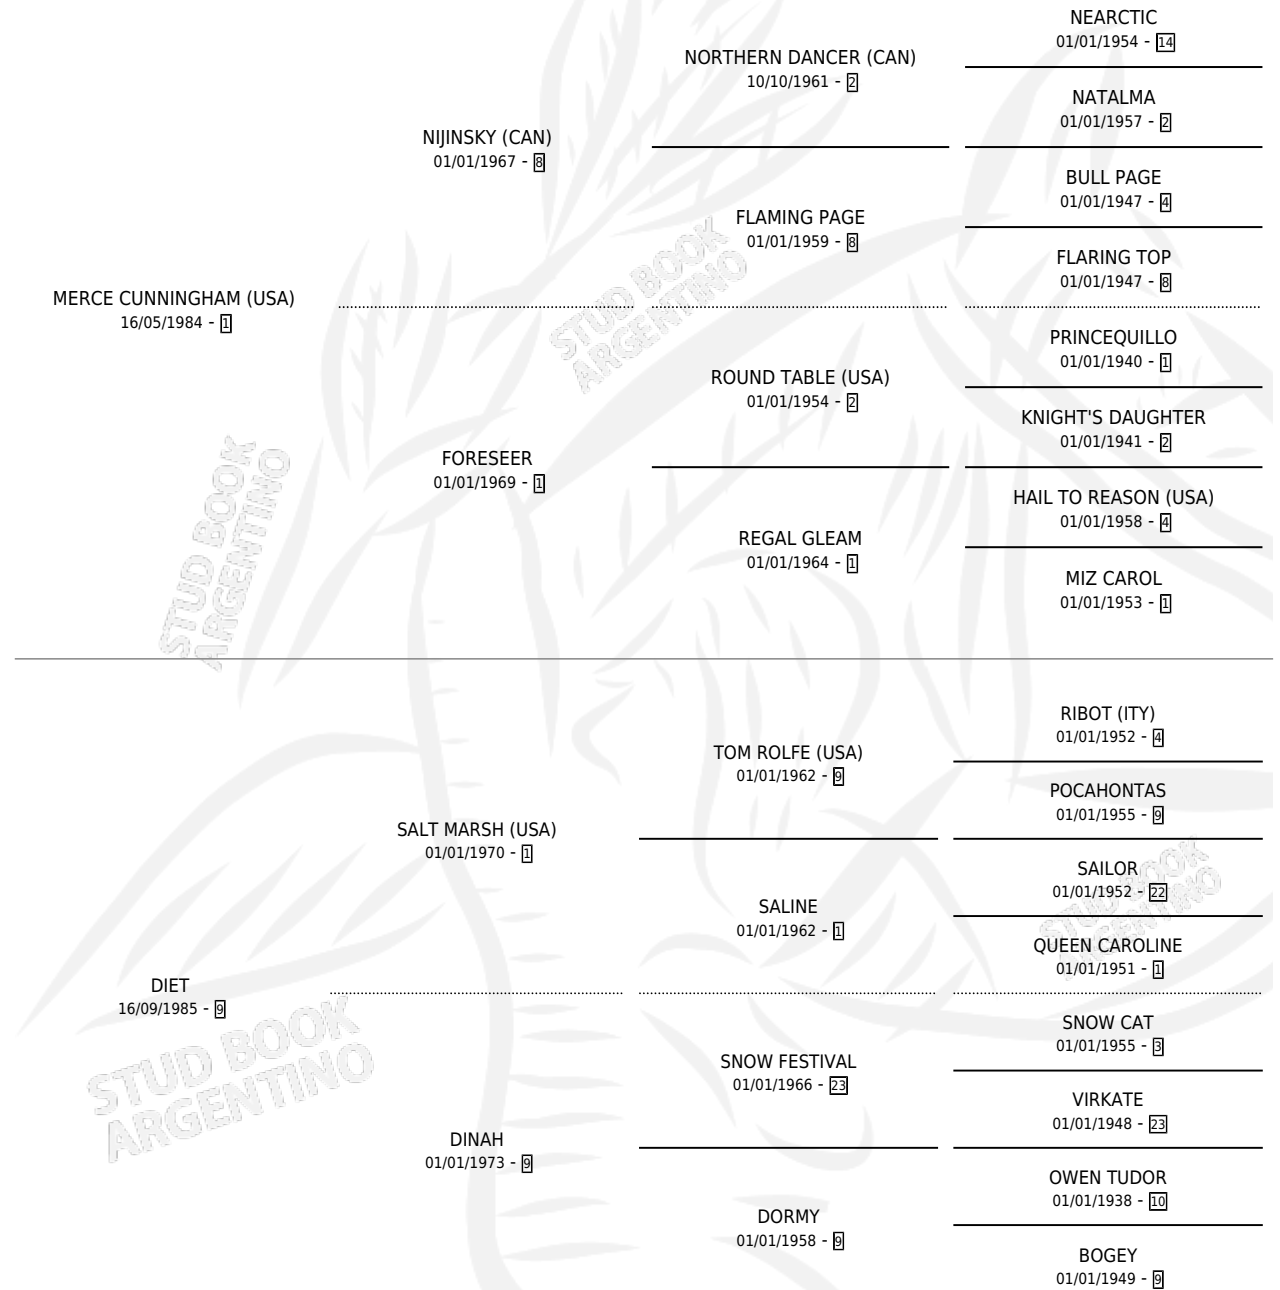 NEARCTIC
01/01/1954 - 14
NORTHERN DANCER (CAN)
10/10/1961 - 2
NATALMA
01/01/1957 - 2
NIJINSKY (CAN)
01/01/1967 - 8
BULL PAGE
01/01/1947 - 4
FLAMING PAGE
01/01/1959 - 8
FLARING TOP
01/01/1947 - 8
MERCE CUNNINGHAM (USA)
16/05/1984 - 1
PRINCEQUILLO
01/01/1940 - 1
ROUND TABLE (USA)
01/01/1954 - 2
KNIGHT'S DAUGHTER
01/01/1941 - 2
FORESEER
01/01/1969 - 1
HAIL TO REASON (USA)
01/01/1958 - 4
REGAL GLEAM
01/01/1964 - 1
MIZ CAROL
01/01/1953 - 1
RIBOT (ITY)
01/01/1952 - 4
TOM ROLFE (USA)
01/01/1962 - 9
POCAHONTAS
01/01/1955 - 9
SALT MARSH (USA)
01/01/1970 - 1
SAILOR
01/01/1952 - 22
SALINE
01/01/1962 - 1
QUEEN CAROLINE
01/01/1951 - 1
DIET
16/09/1985 - 9
SNOW CAT
01/01/1955 - 3
SNOW FESTIVAL
01/01/1966 - 23
VIRKATE
01/01/1948 - 23
DINAH
01/01/1973 - 9
OWEN TUDOR
01/01/1938 - 10
DORMY
01/01/1958 - 9
BOGEY
01/01/1949 - 9
STUD BOOK
ARGENTINO
STUD BOOK
ARGENTINO
STUD BOOK
ARGENTINO
STUD BOOK
ARGENTINO